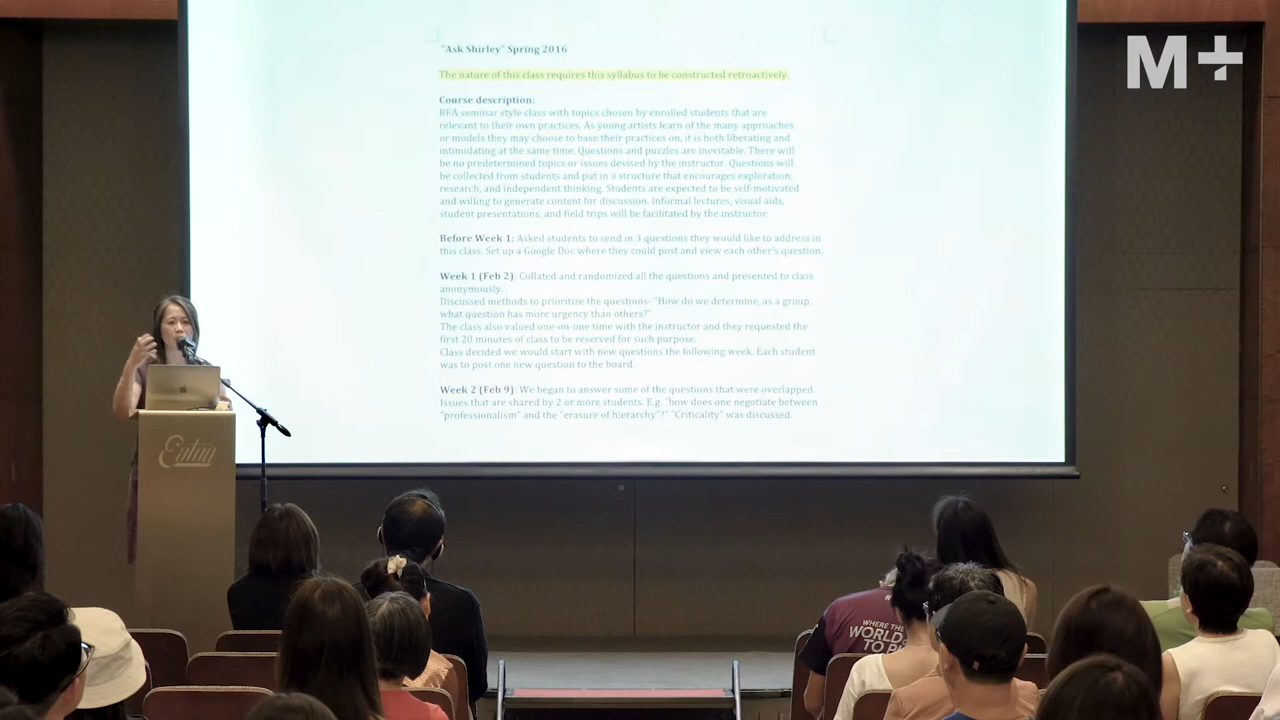 M+
"Ask Shirley" Spring 2016
The nature of this class requires this syllabus to be constructed retroactively.
Course description:
BFA seminar style class with topics chosen by enrolled students that are
relevant to their own practices. As young artists learn of the many approaches
or models they may choose to base their practices on, it is both liberating and
intimidating at the same time. Questions and puzzles are inevitable. There will
be no predetermined topics or issues devised by the instructor. Questions will
be collected from students and put in a structure that encourages exploration,
research, and independent thinking. Students are expected to be self-motivated
and willing to generate content for discussion. Informal lectures, visual aids,
student presentations, and field trips will be facilitated by the instructor.
Before Week 1: Asked students to send in 3 questions they would like to address in
this class. Set up a Google Doc where they could post and view each other's question.
Week 1 (Feb 2): Collated and randomized all the questions and presented to class
anonymously.
Discussed methods to prioritize the questions- "How do we determine, as a group,
what question has more urgency than others?"
The class also valued one-on-one time with the instructor and they requested the
first 20 minutes of class to be reserved for such purpose.
Class decided we would start with new questions the following week. Each student
was to post one new question to the board.
Week 2 (Feb 9): We began to answer some of the questions that were overlapped.
Issues that are shared by 2 or more students. E.g. "how does one negotiate between
"professionalism" and the "erasure of hierarchy"?" "Criticality" was discussed.
Eaton
WHERE THE
WORLD